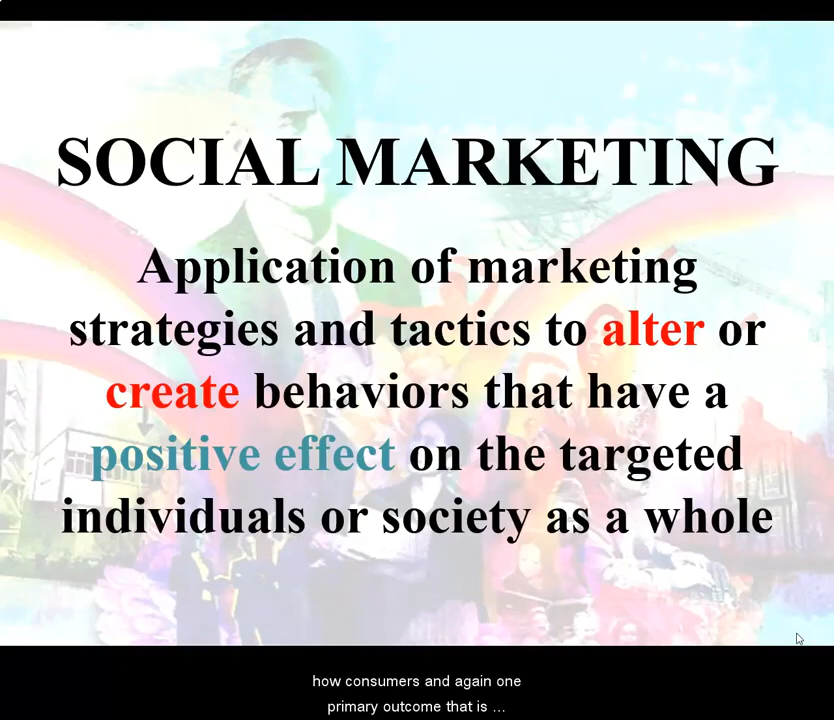 SOCIAL MARKETING
Application of marketing
strategies and tactics to alter or
create behaviors that have a
positive effect on the targeted
individuals or society as a whole
how consumers and again one
primary outcome that is ...